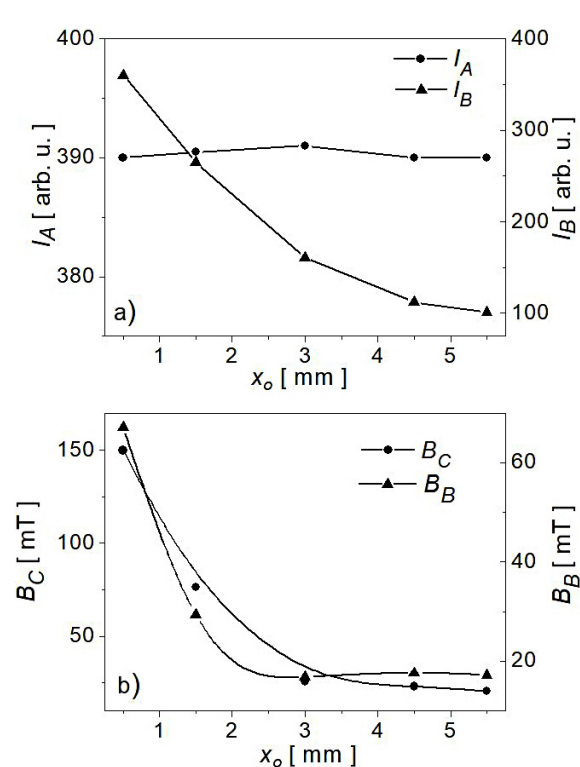 400 400
I_A
I_B
300
390
200
380
100
I_A [ arb. u. ]
I_B [ arb. u. ]
a)
1 2 3 4 5
x_o [ mm ]
150
B_C
B_B
60
100
40
50
20
B_C [ mT ]
B_B [ mT ]
b)
1 2 3 4 5
x_o [ mm ]